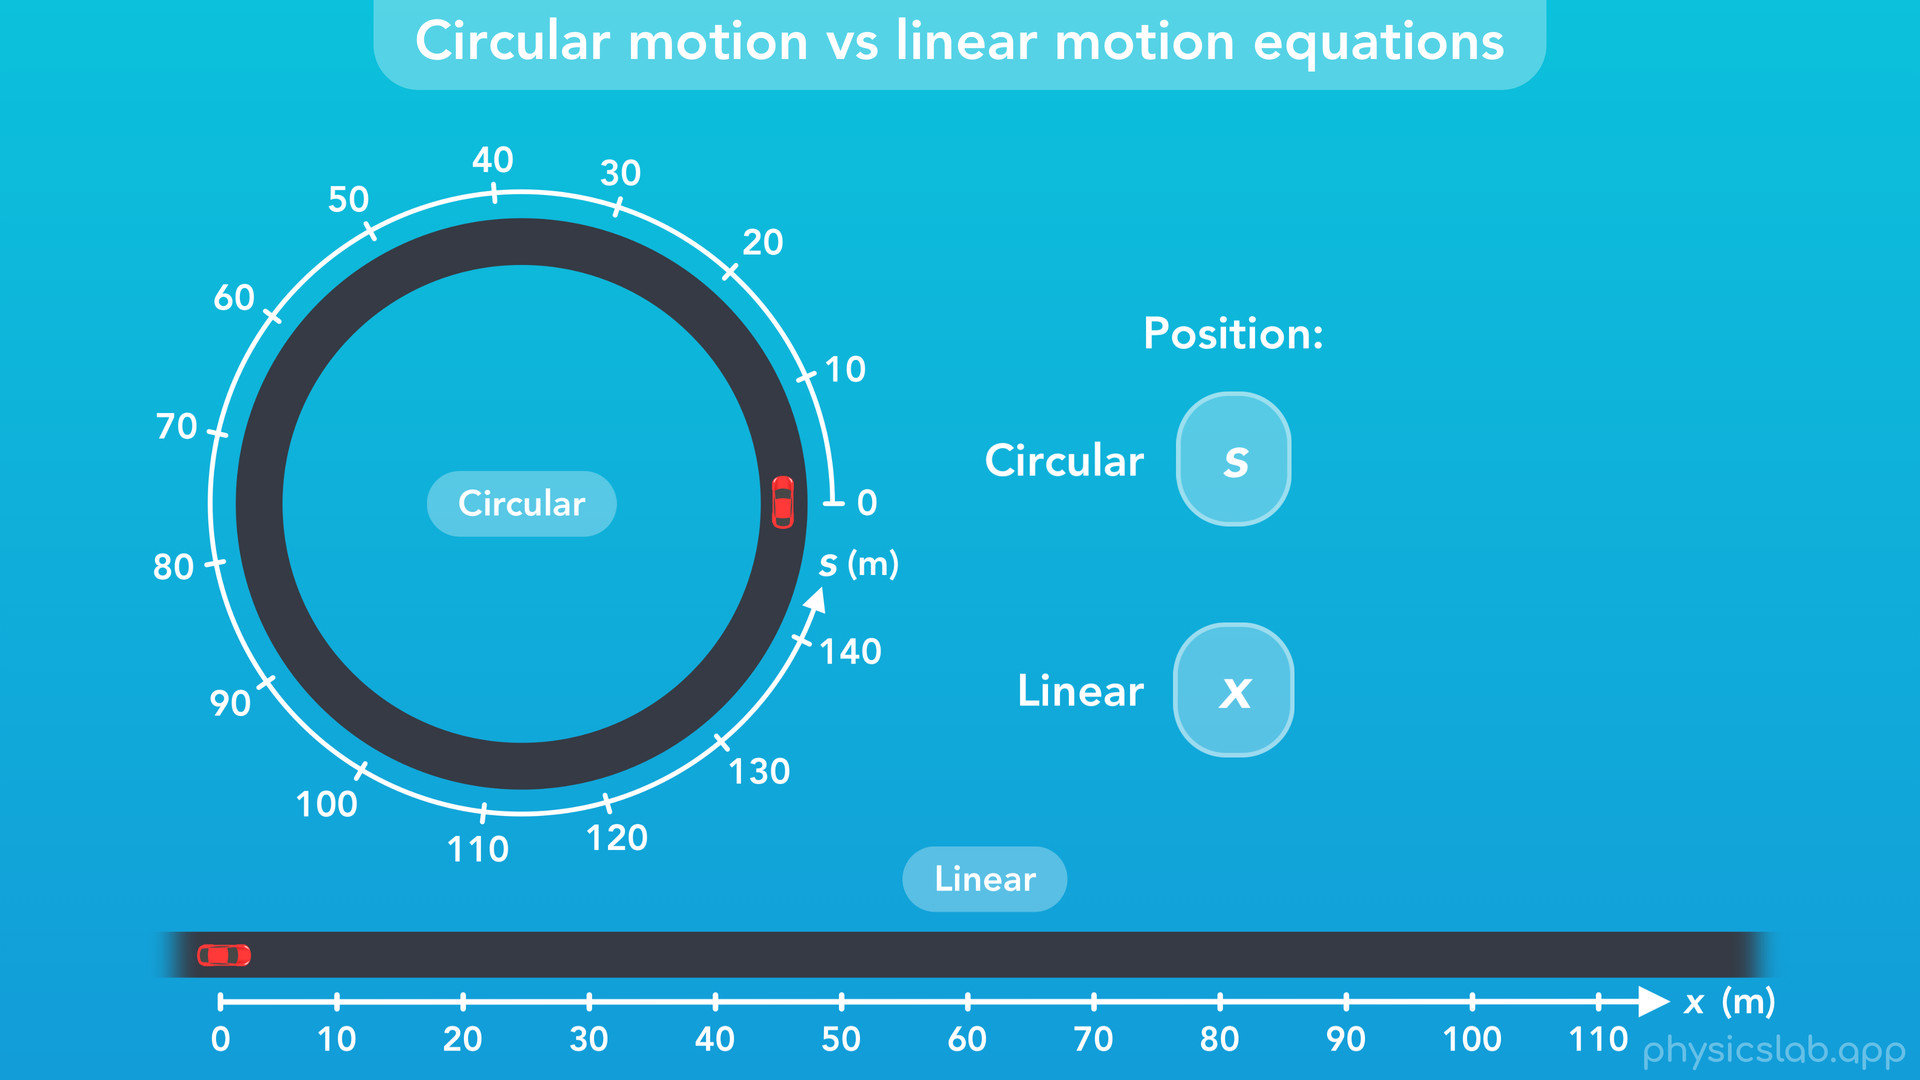 Circular motion vs linear motion equations
40
30
50
20
60
10
70
Circular
0
s (m)
80
140
90
130
100
110
120
Position:
Circular s
Linear x
Linear
x (m)
0 10 20 30 40 50 60 70 80 90 100 110
physicslab.app